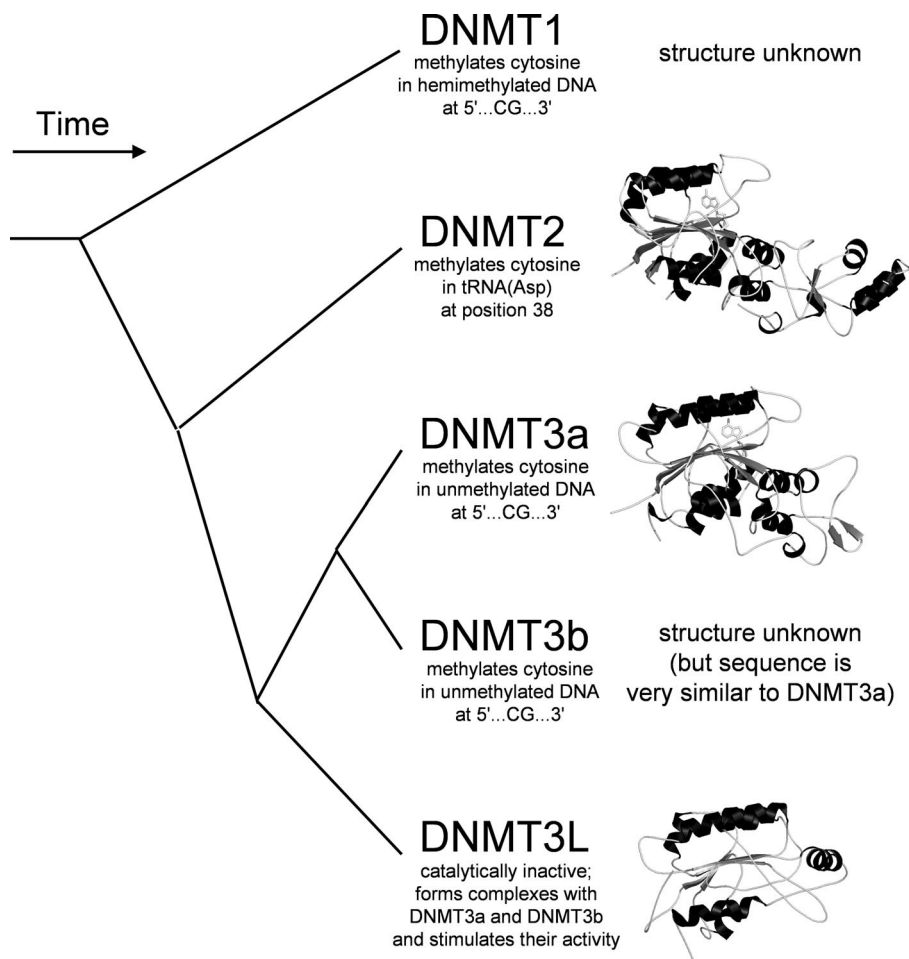 DNMT1
methylates cytosine
in hemimethylated DNA
at 5'...CG...3'
structure unknown
Time
DNMT2
methylates cytosine
in tRNA(Asp)
at position 38
DNMT3a
methylates cytosine
in unmethylated DNA
at 5'...CG...3'
DNMT3b
methylates cytosine
in unmethylated DNA
at 5'...CG...3'
structure unknown
(but sequence is
very similar to DNMT3a)
DNMT3L
catalytically inactive;
forms complexes with
DNMT3a and DNMT3b
and stimulates their activity